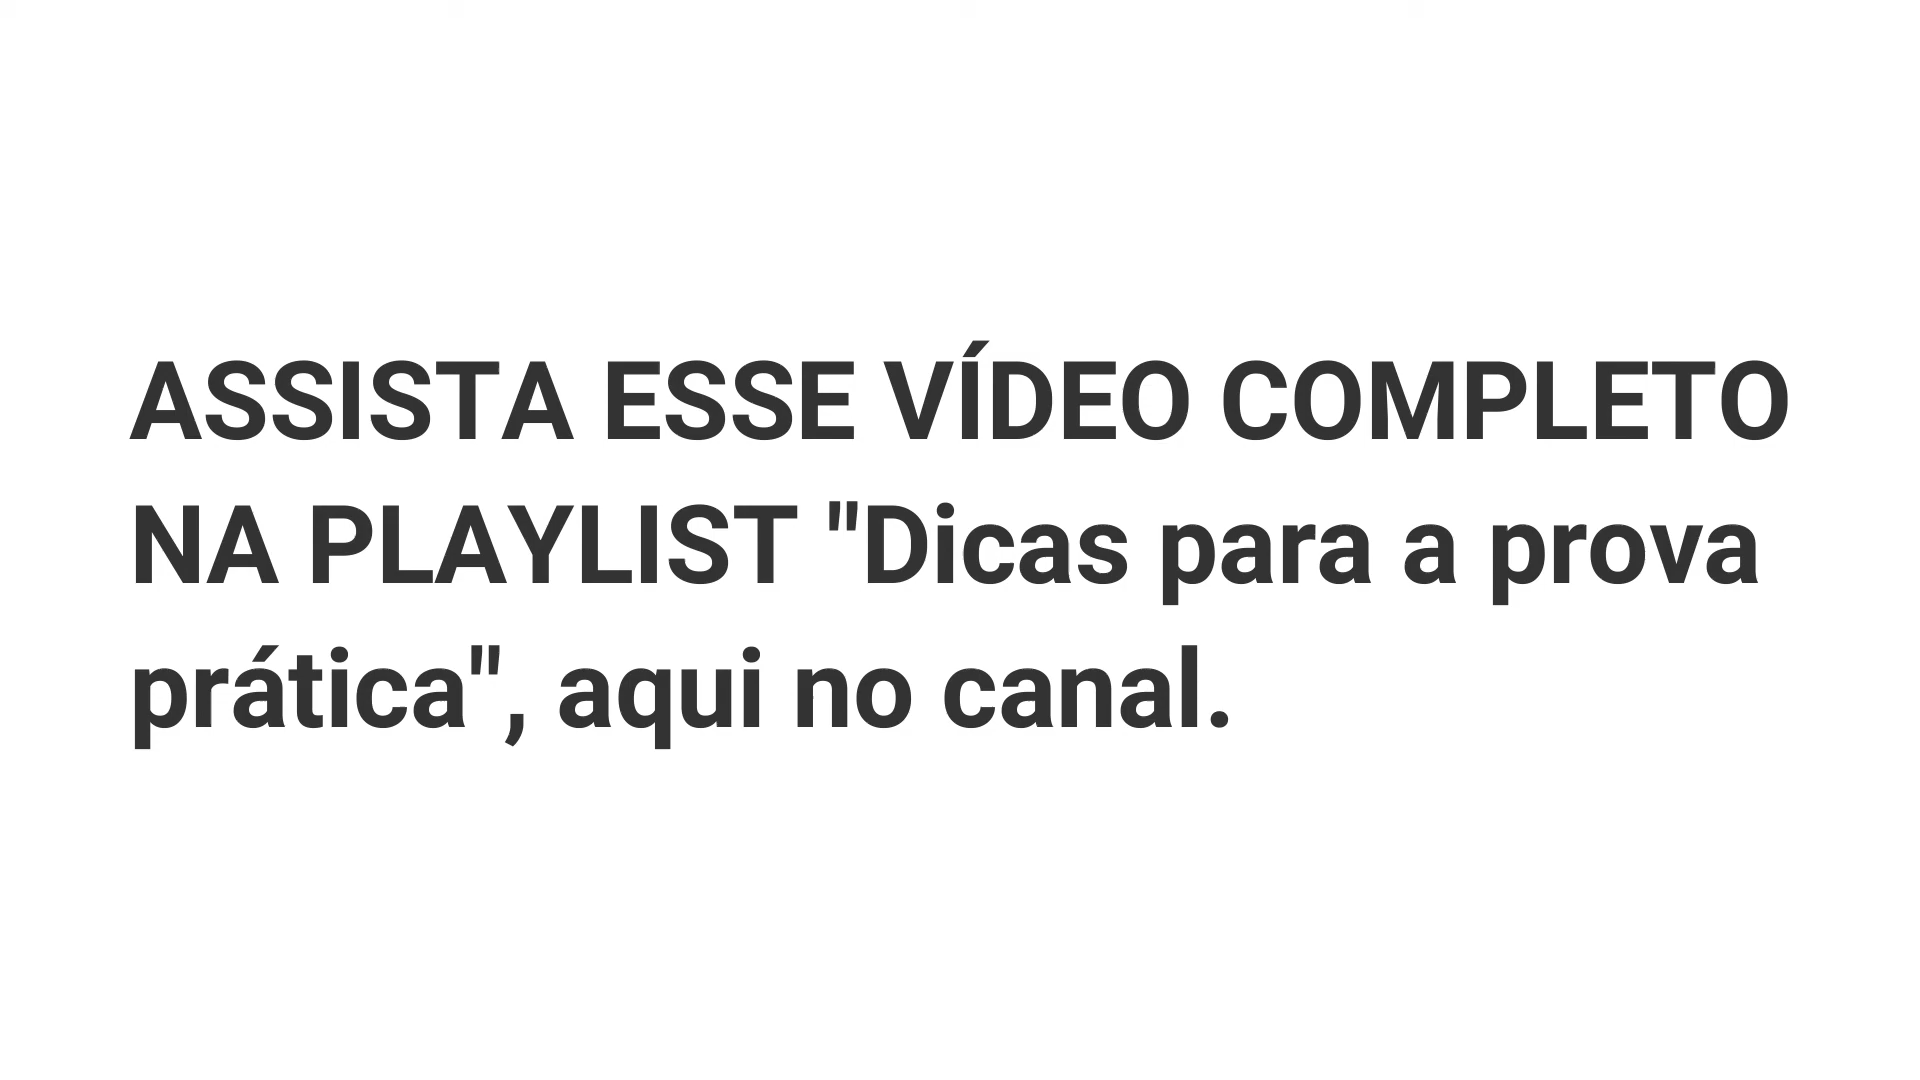 ASSISTA ESSE VÍDEO COMPLETO
NA PLAYLIST "Dicas para a prova
prática", aqui no canal.